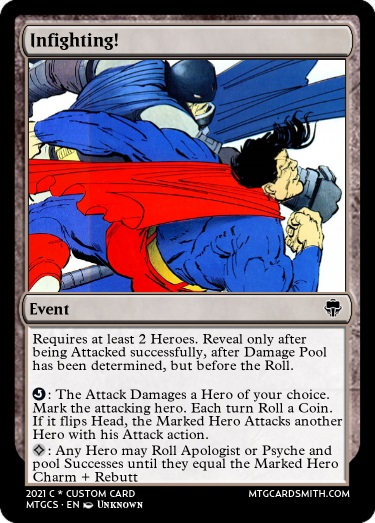 Infighting!
Event
Requires at least 2 Heroes. Reveal only after
being Attacked successfully, after Damage Pool
has been determined, but before the Roll.
: The Attack Damages a Hero of your choice.
Mark the attacking hero. Each turn Roll a Coin.
If it flips Head, the Marked Hero Attacks another
Hero with his Attack action.
: Any Hero may Roll Apologist or Psyche and
pool Successes until they equal the Marked Hero
Charm + Rebutt
2021 C * CUSTOM CARD
MTGCS · EN Unknown
MTGCARDSMITH.COM